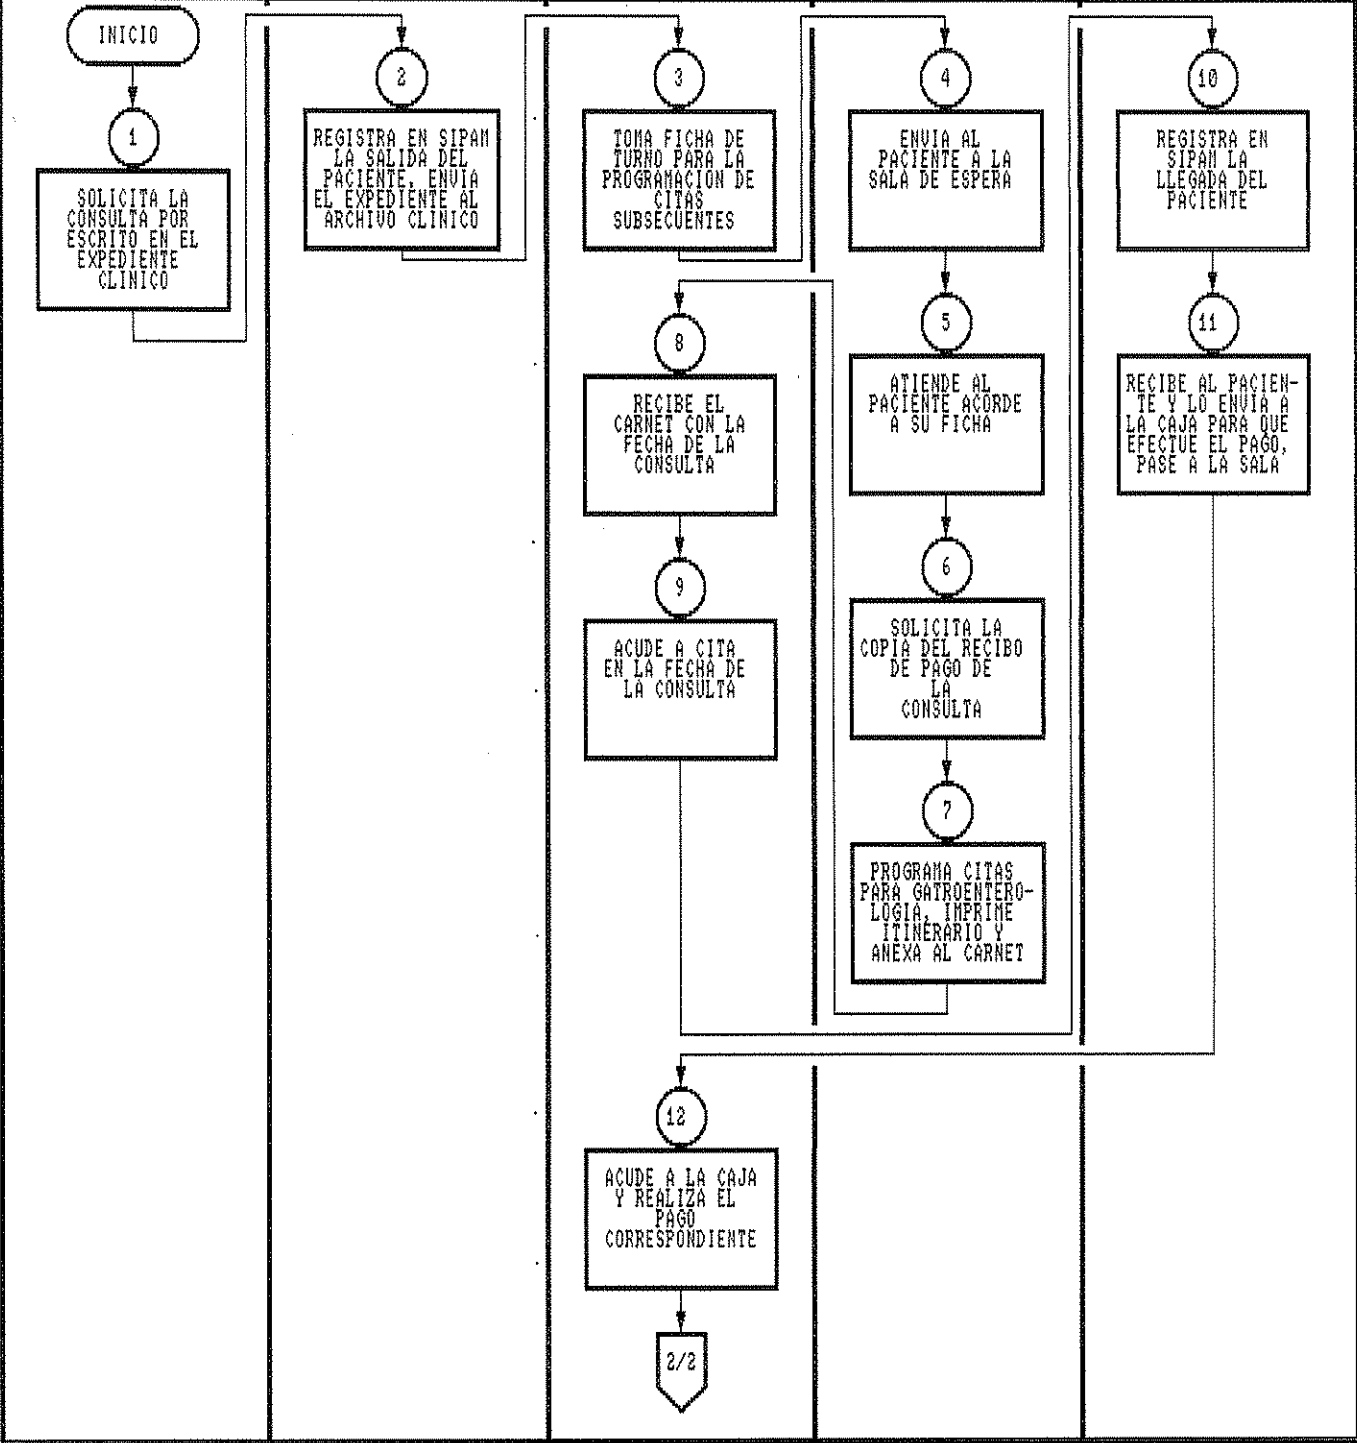 INICIO
1
SOLICITA LA
CONSULTA POR
ESCRITO EN EL
EXPEDIENTE
CLINICO
2
REGISTRA EN SIPAM
LA SALIDA DEL
PACIENTE, ENVIA
EL EXPEDIENTE AL
ARCHIVO CLINICO
3
TOMA FICHA DE
TURNO PARA LA
PROGRAMACION DE
CITAS
SUBSECUENTES
4
ENVIA AL
PACIENTE A LA
SALA DE ESPERA
5
ATIENDE AL
PACIENTE ACORDE
A SU FICHA
6
SOLICITA LA
COPIA DEL RECIBO
DE PAGO DE
LA
CONSULTA
7
PROGRAMA CITAS
PARA GATROENTERO-
LOGIA, IMPRIME
ITINERARIO Y
ANEXA AL CARNET
8
RECIBE EL
CARNET CON LA
FECHA DE LA
CONSULTA
9
ACUDE A CITA
EN LA FECHA DE
LA CONSULTA
10
REGISTRA EN
SIPAM LA
LLEGADA DEL
PACIENTE
11
RECIBE AL PACIEN-
TE Y LO ENVIA A
LA CAJA PARA QUE
EFECTUE EL PAGO,
PASE A LA SALA
12
ACUDE A LA CAJA
Y REALIZA EL
PAGO
CORRESPONDIENTE
2/2